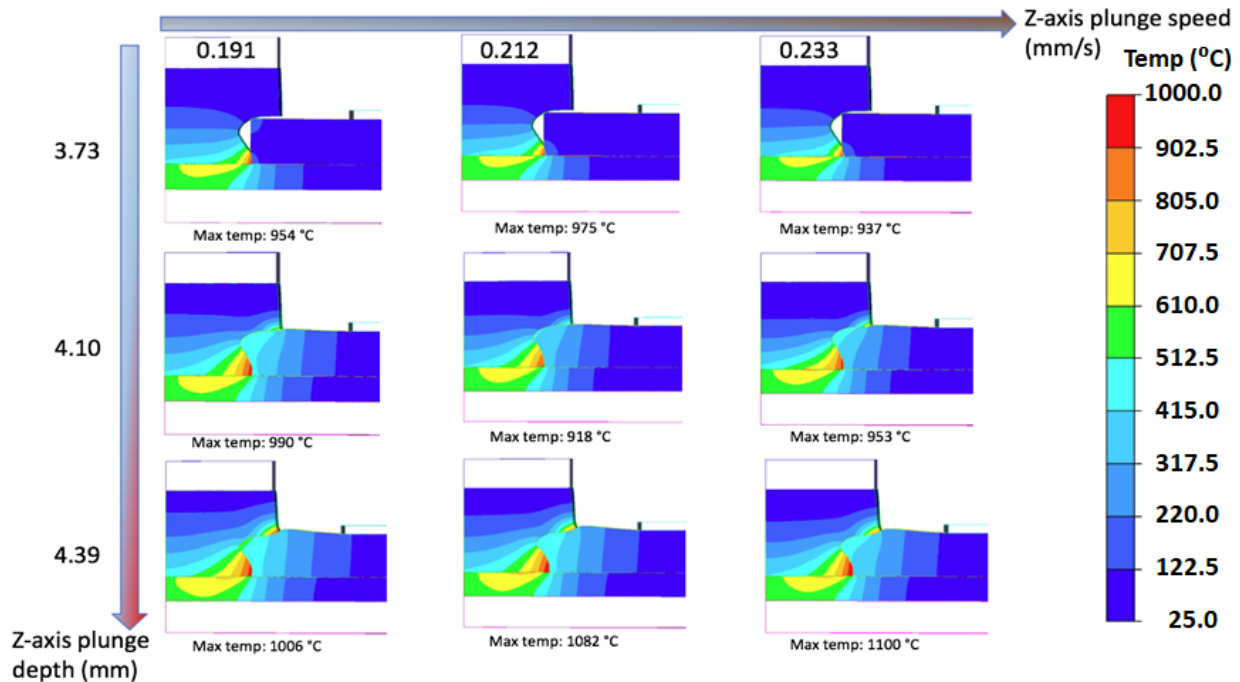 Z-axis plunge speed
(mm/s)
0.191
0.212
0.233
Temp (⁰C)
1000.0
902.5
805.0
707.5
610.0
512.5
415.0
317.5
220.0
122.5
25.0
3.73
Max temp: 954 °C
Max temp: 975 °C
Max temp: 937 °C
4.10
Max temp: 990 °C
Max temp: 918 °C
Max temp: 953 °C
4.39
Max temp: 1006 °C
Max temp: 1082 °C
Max temp: 1100 °C
Z-axis plunge
depth (mm)